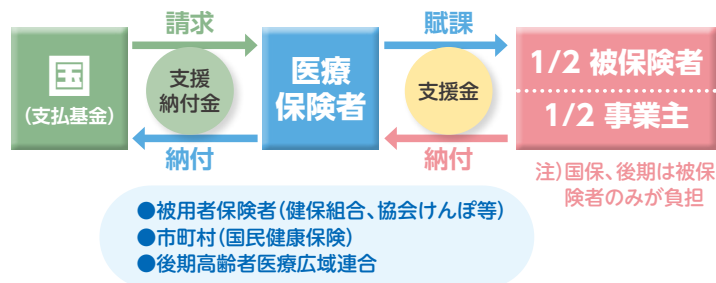 請求
賦課
国
(支払基金)
支援
納付金
医療
保険者
支援金
1/2 被保険者
1/2 事業主
納付
納付
注)国保、後期は被保
険者のみが負担
●被用者保険者(健保組合、協会けんぽ等)
●市町村(国民健康保険)
●後期高齢者医療広域連合